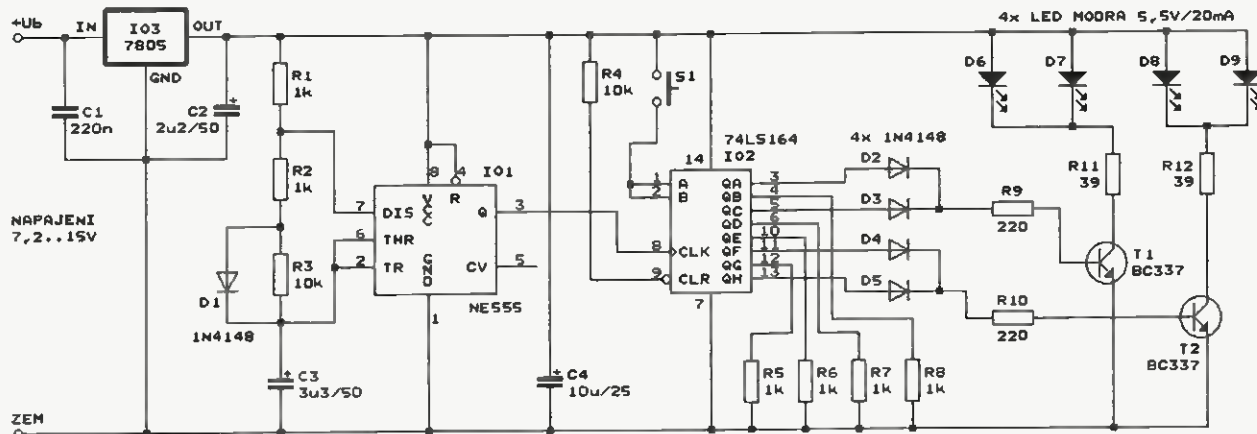 +Ub
IN
IO3
7805
OUT
GND
C1
220n
C2
2u2/50
+
R1
1k
R2
1k
R3
10k
D1
1N4148
C3
3u3/50
+
NAPAJENI
7,2..15V
ZEM
IO1
8
4
VCC
R
7
DIS
Q
3
6
THR
2
TR
GND
CV
5
1
NE555
C4
10u/25
+
R4
10k
S1
74LS164
IO2
14
1
A
2
B
8
CLK
9
CLR
7
QA
3
QB
4
QC
5
QD
6
QE
10
QF
11
QG
12
QH
13
4x 1N4148
D2
D3
D4
D5
R5
1k
R6
1k
R7
1k
R8
1k
R9
220
R10
220
4x LED MODRA 5,5V/20mA
D6
D7
D8
D9
R11
39
R12
39
T1
BC337
T2
BC337